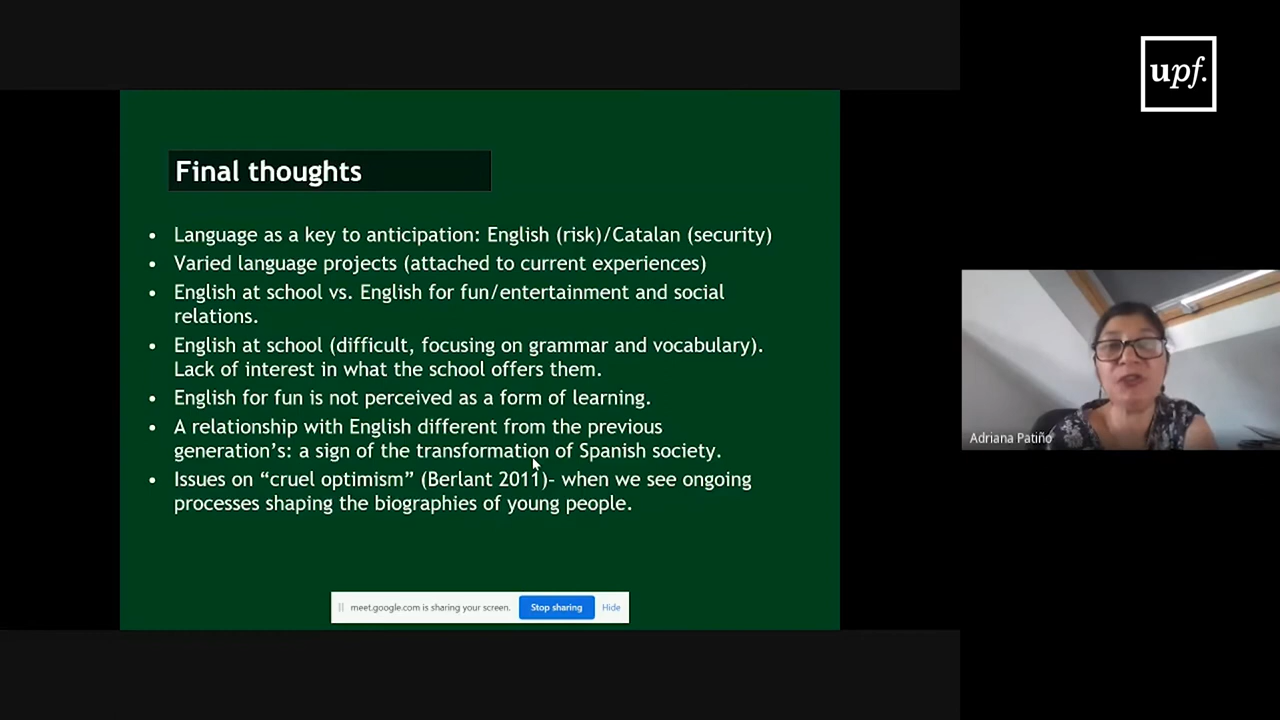 upf.
Final thoughts
• Language as a key to anticipation: English (risk)/Catalan (security)
• Varied language projects (attached to current experiences)
• English at school vs. English for fun/entertainment and social
relations.
• English at school (difficult, focusing on grammar and vocabulary).
Lack of interest in what the school offers them.
• English for fun is not perceived as a form of learning.
• A relationship with English different from the previous
generation’s: a sign of the transformation of Spanish society.
• Issues on “cruel optimism” (Berlant 2011)– when we see ongoing
processes shaping the biographies of young people.
meet.google.com is sharing your screen. Stop sharing Hide
Adriana Patiño